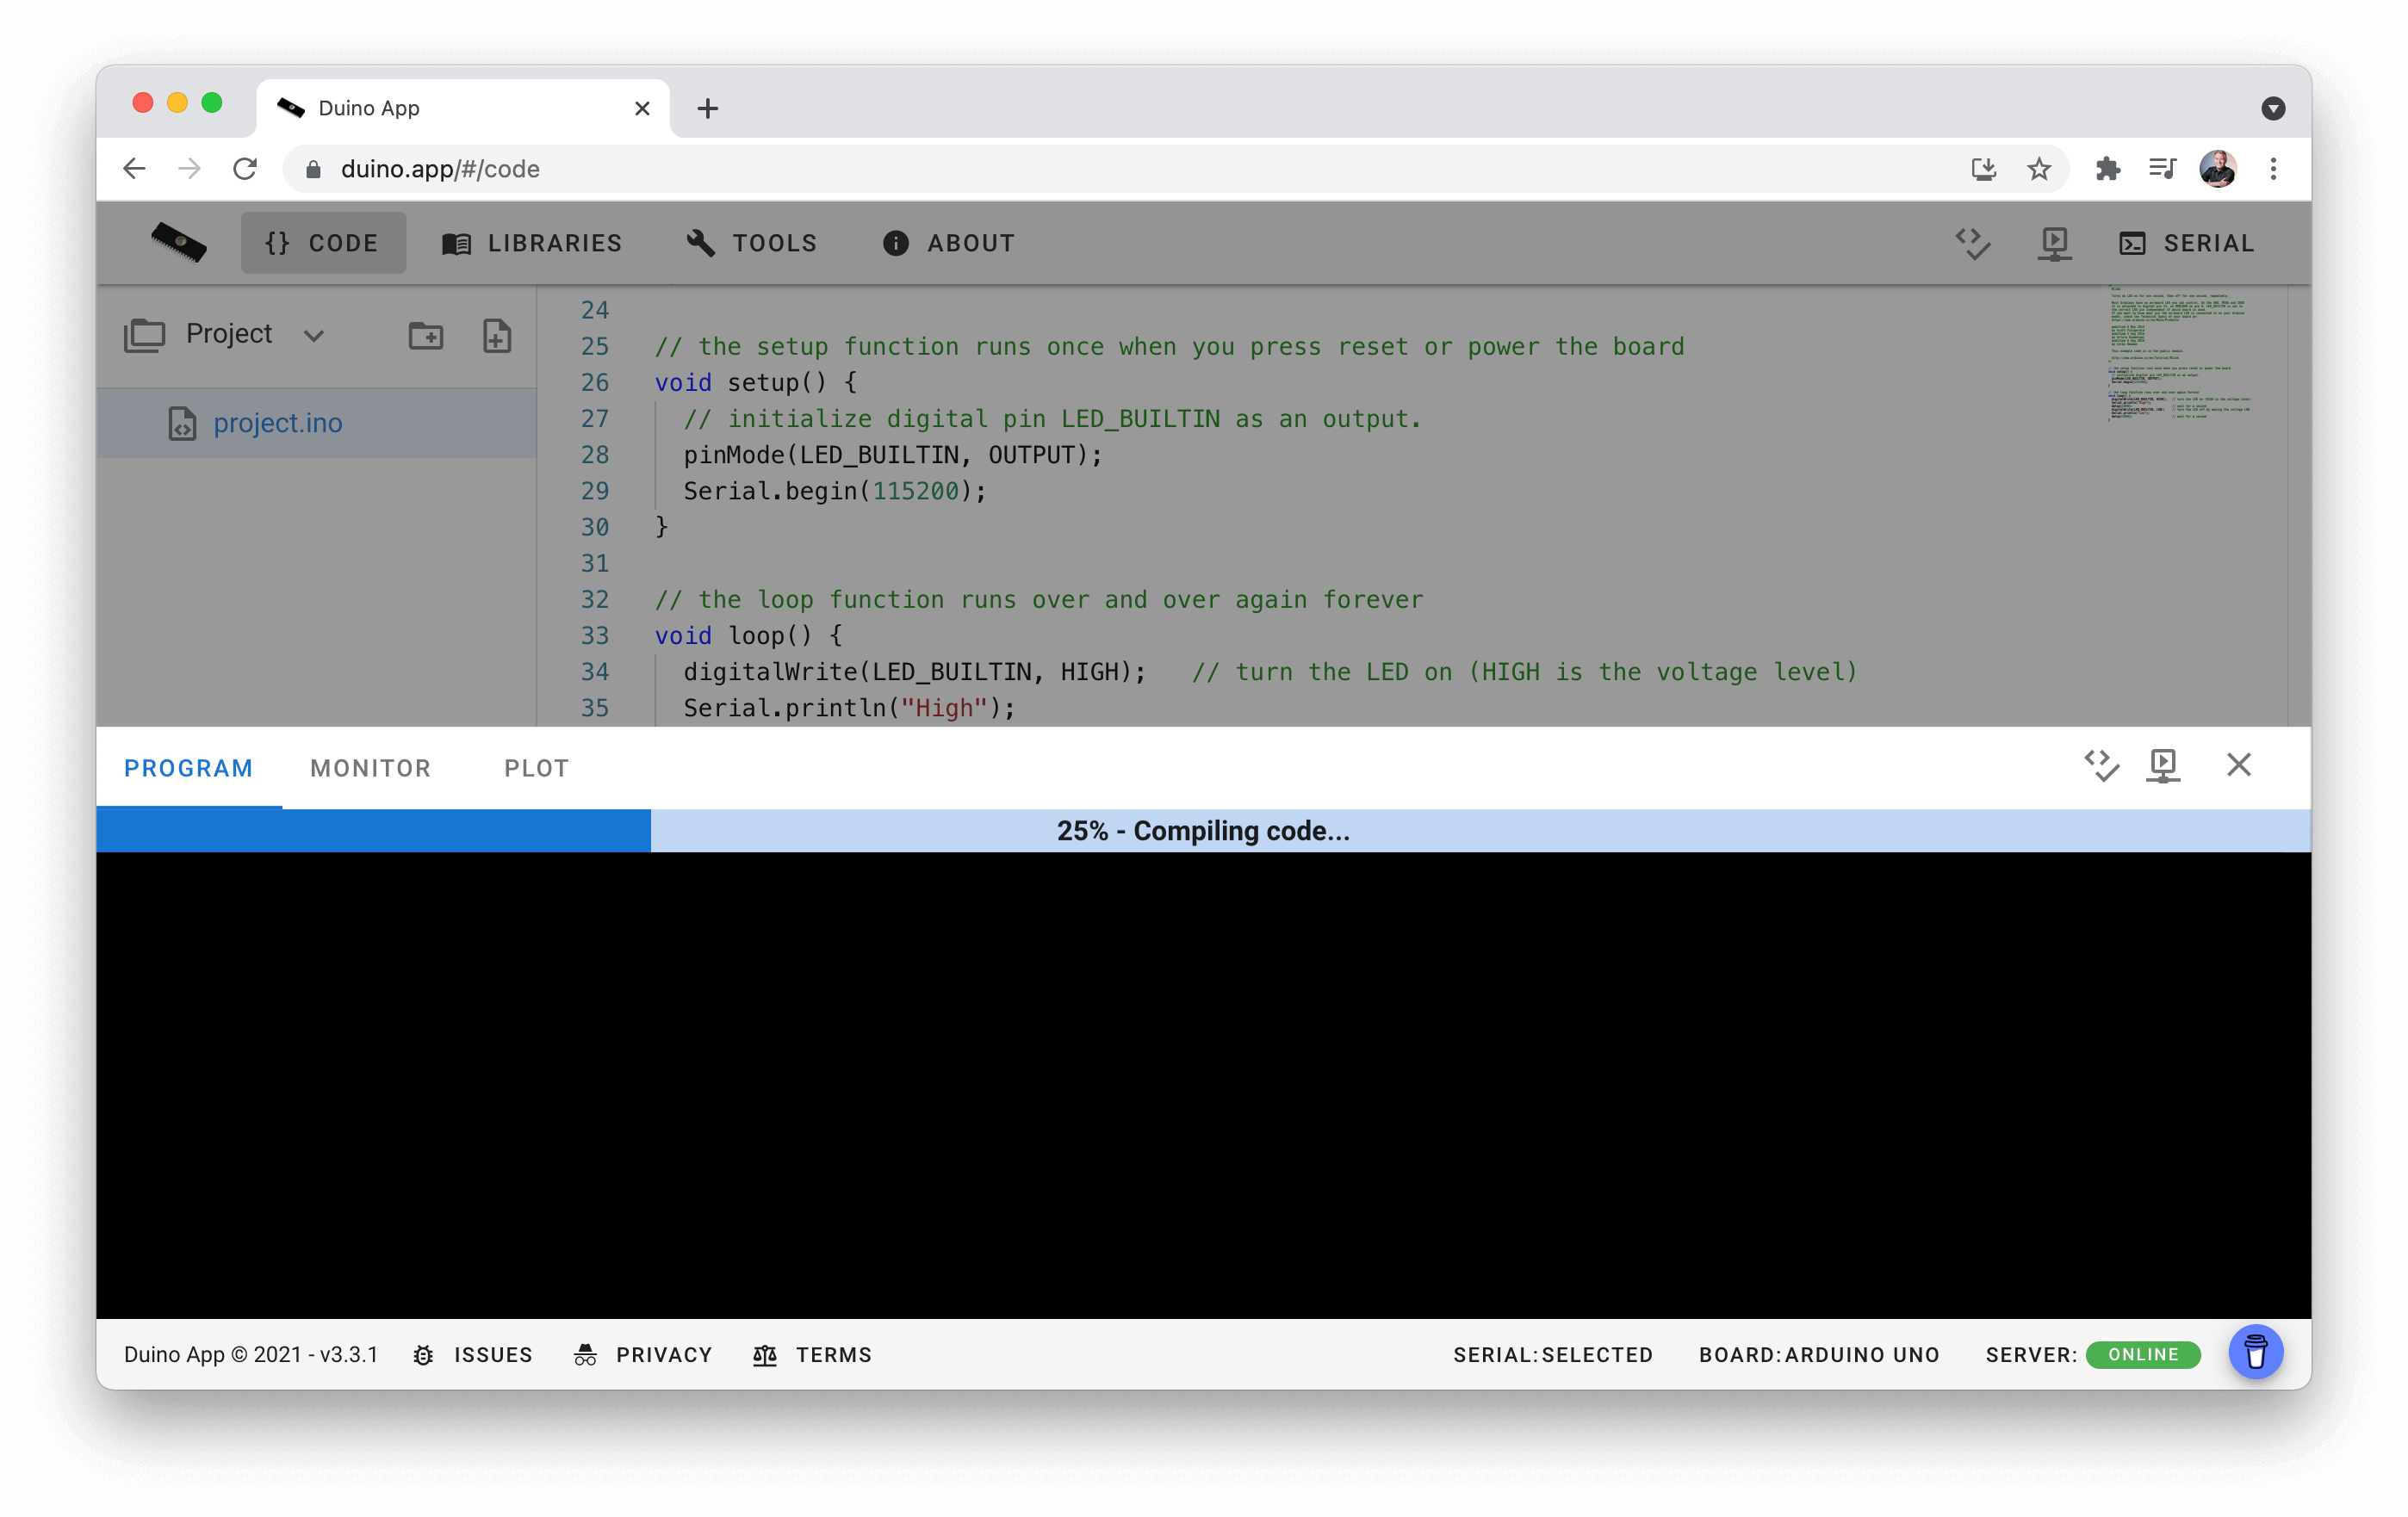 Duino App
duino.app/#/code
{} CODE LIBRARIES TOOLS ABOUT SERIAL
Project
project.ino
24
25 // the setup function runs once when you press reset or power the board
26 void setup() {
27 // initialize digital pin LED_BUILTIN as an output.
28 pinMode(LED_BUILTIN, OUTPUT);
29 Serial.begin(115200);
30 }
31
32 // the loop function runs over and over again forever
33 void loop() {
34 digitalWrite(LED_BUILTIN, HIGH); // turn the LED on (HIGH is the voltage level)
35 Serial.println("High");
PROGRAM MONITOR PLOT
25% - Compiling code...
Duino App © 2021 - v3.3.1 ISSUES PRIVACY TERMS SERIAL:SELECTED BOARD:ARDUINO UNO SERVER: ONLINE